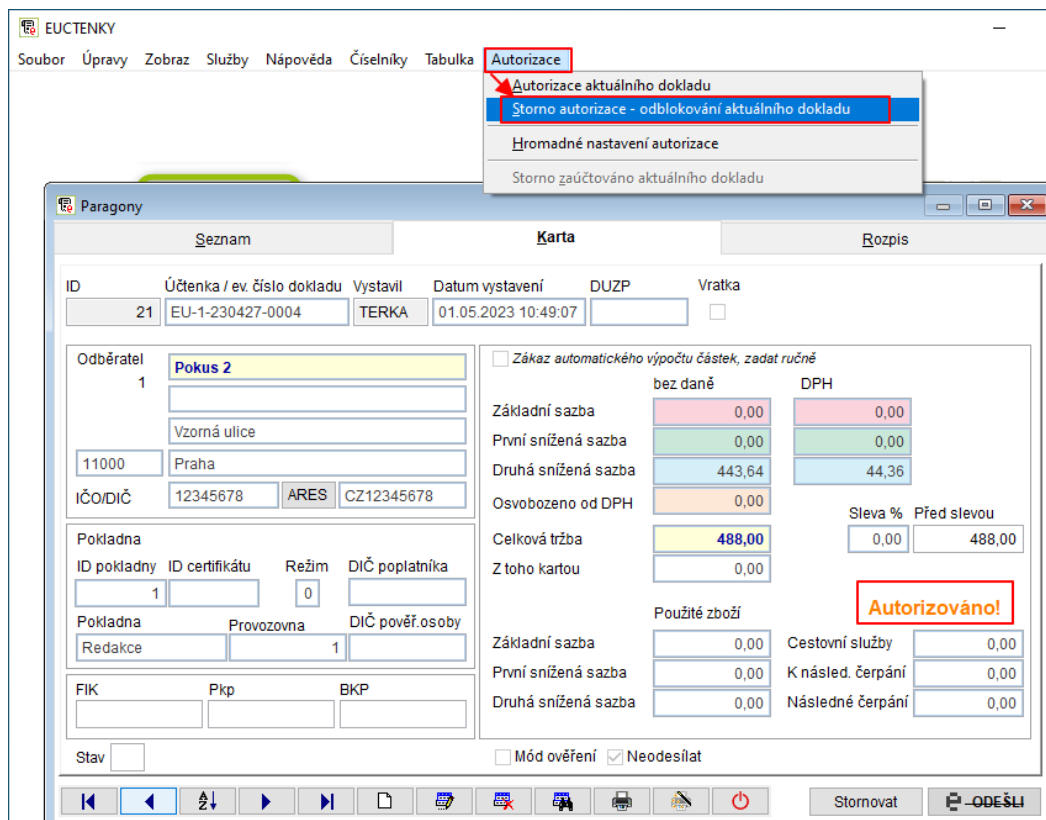 EUCTENKY
Soubor Úpravy Zobraz Služby Nápověda Číselníky Tabulka Autorizace
Autorizace aktuálního dokladu
Storno autorizace - odblokování aktuálního dokladu
Hromadné nastavení autorizace
Storno zaúčtováno aktuálního dokladu
Paragony
Seznam Karta Rozpis
ID Účtenka / ev. číslo dokladu Vystavil Datum vystavení DUZP Vratka
21 EU-1-230427-0004 TERKA 01.05.2023 10:49:07
Odběratel
1
Pokus 2
Vzorná ulice
11000 Praha
IČO/DIČ 12345678 ARES CZ12345678
Pokladna
ID pokladny ID certifikátu Režim DIČ poplatníka
1 0
Pokladna Provozovna DIČ pověř.osoby
Redakce 1
FIK Pkp BKP
Stav
Zákaz automatického výpočtu částek, zadat ručně
bez daně DPH
Základní sazba 0,00 0,00
První snížená sazba 0,00 0,00
Druhá snížená sazba 443,64 44,36
Osvobozeno od DPH 0,00
Sleva % Před slevou
Celková tržba 488,00 0,00 488,00
Z toho kartou 0,00
Autorizováno!
Použité zboží
Základní sazba 0,00 Cestovní služby 0,00
První snížená sazba 0,00 K násled. čerpání 0,00
Druhá snížená sazba 0,00 Následné čerpání 0,00
Mód ověření Neodesílat
Stornovat ODEŠLI